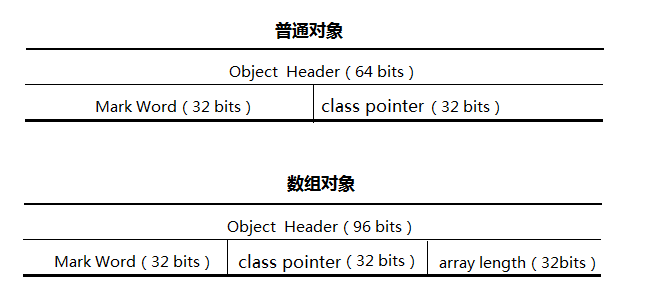 普通对象
Object Header ( 64 bits )
Mark Word ( 32 bits ) class pointer ( 32 bits )
数组对象
Object Header ( 96 bits )
Mark Word ( 32 bits ) class pointer ( 32 bits ) array length ( 32bits )